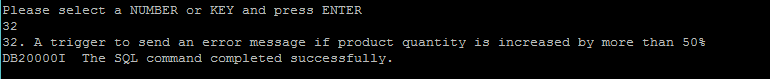 Please select a NUMBER or KEY and press ENTER
32
32. A trigger to send an error message if product quantity is increased by more than 50%
DB20000I  The SQL command completed successfully.